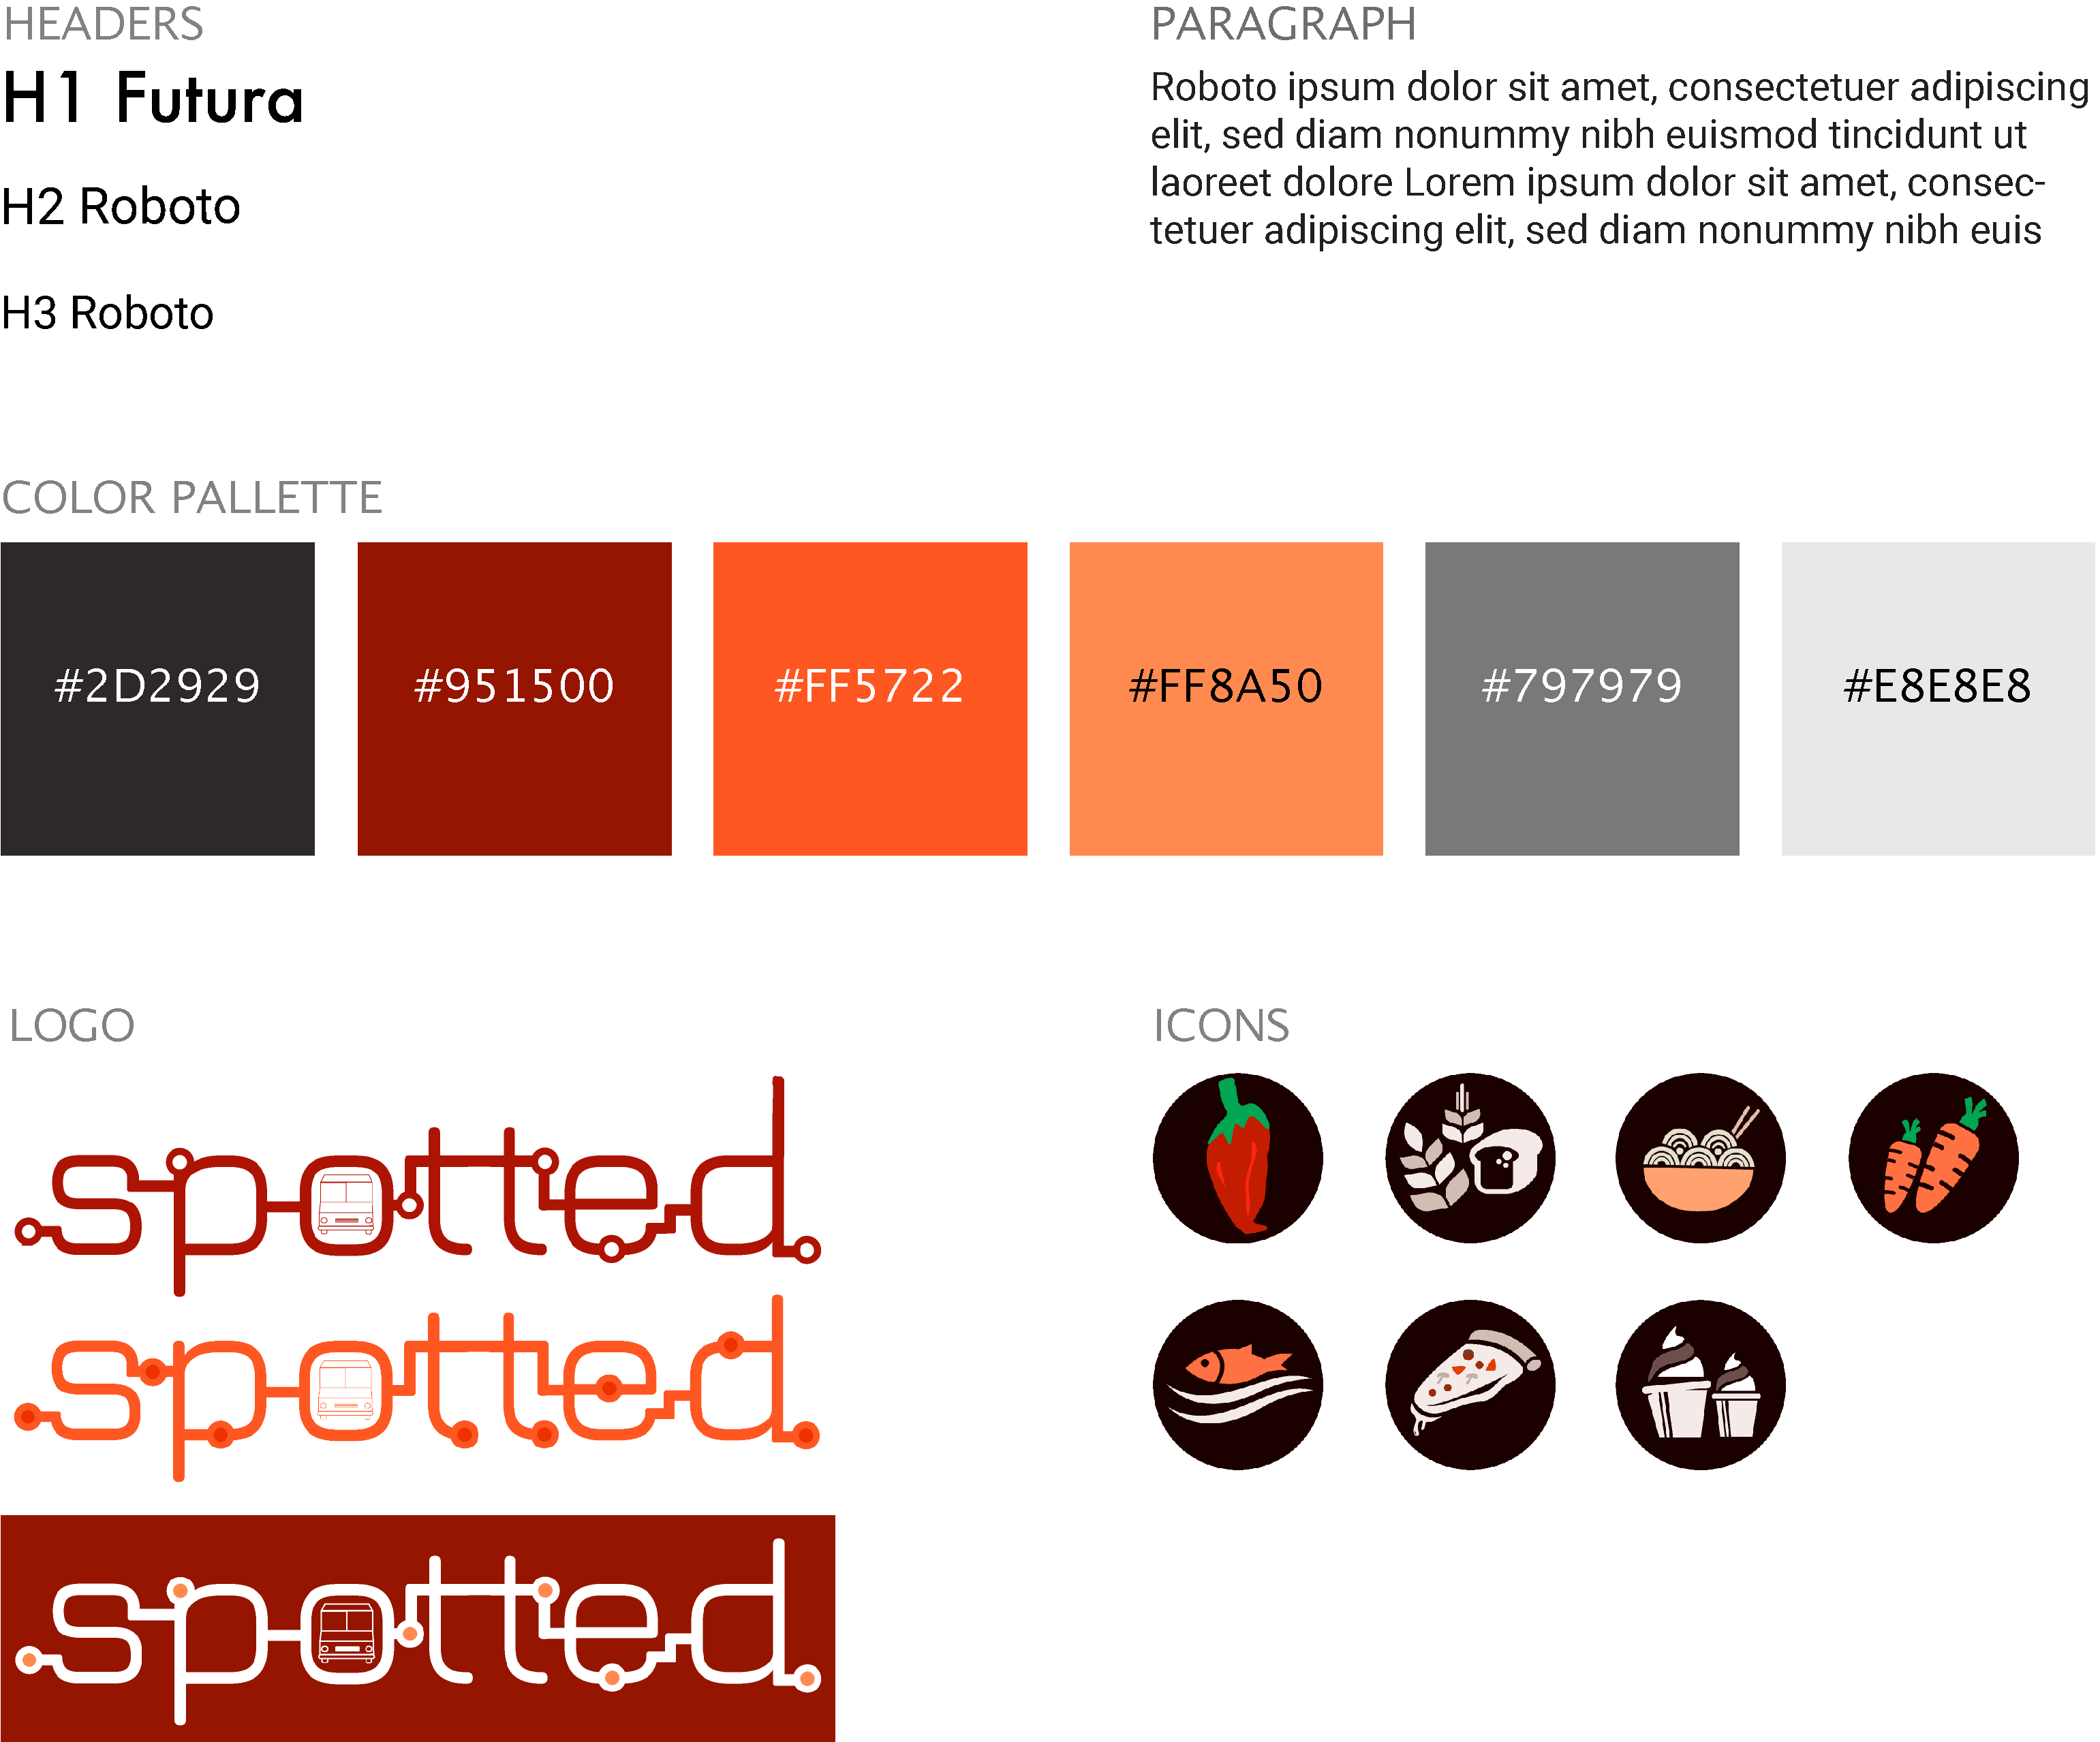 HEADERS
H1 Futura
H2 Roboto
H3 Roboto
PARAGRAPH
Roboto ipsum dolor sit amet, consectetuer adipiscing
elit, sed diam nonummy nibh euismod tincidunt ut
laoreet dolore Lorem ipsum dolor sit amet, consec-
tetuer adipiscing elit, sed diam nonummy nibh euis
COLOR PALLETTE
#2D2929
#951500
#FF5722
#FF8A50
#797979
#E8E8E8
LOGO
spotted
spotted
spotted
ICONS